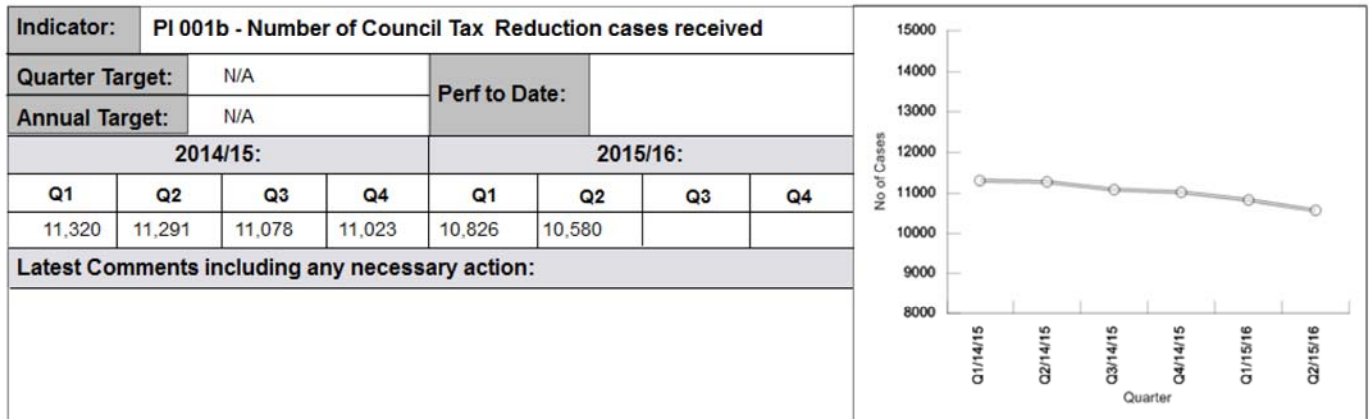 Indicator: PI 001b - Number of Council Tax Reduction cases received
Quarter Target: N/A
Perf to Date:
Annual Target: N/A
2014/15: 2015/16:
Q1 Q2 Q3 Q4 Q1 Q2 Q3 Q4
11,320 11,291 11,078 11,023 10,826 10,580
Latest Comments including any necessary action:
15000
14000
13000
12000
11000
10000
9000
8000
No of Cases
Q1/14/15
Q2/14/15
Q3/14/15
Q4/14/15
Q1/15/16
Q2/15/16
Quarter